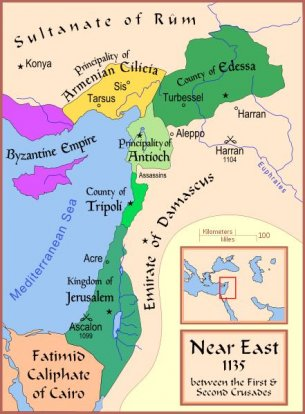 Sultanate of Rûm
Konya
Principality of
Armenian Cilicia
Sis
Tarsus
County of
Edessa
Turbessel
Harran
Byzantine Empire
Principality of
Antioch
Aleppo
Harran
1104
Euphrates
Assassins
County of
Tripoli
Mediterranean Sea
Emirate of Damascus
Kilometers
Miles
100
Acre
Kingdom of
Jerusalem
Ascalon
1099
Fatimid
Caliphate
of Cairo
Near East
1135
between the First &
Second Crusades